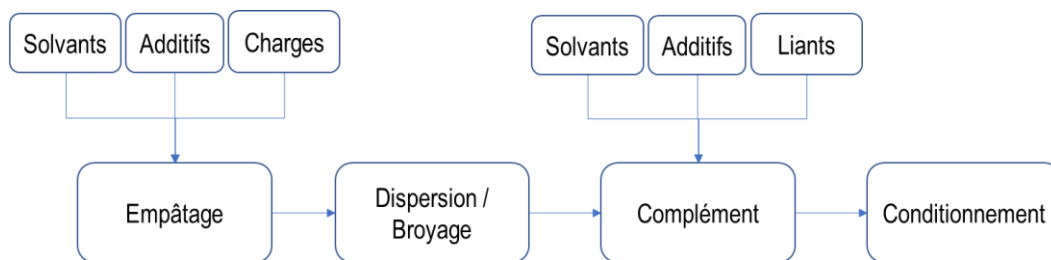 Solvants
Additifs
Charges
Solvants
Additifs
Liants
Empâtage
Dispersion /
Broyage
Complément
Conditionnement